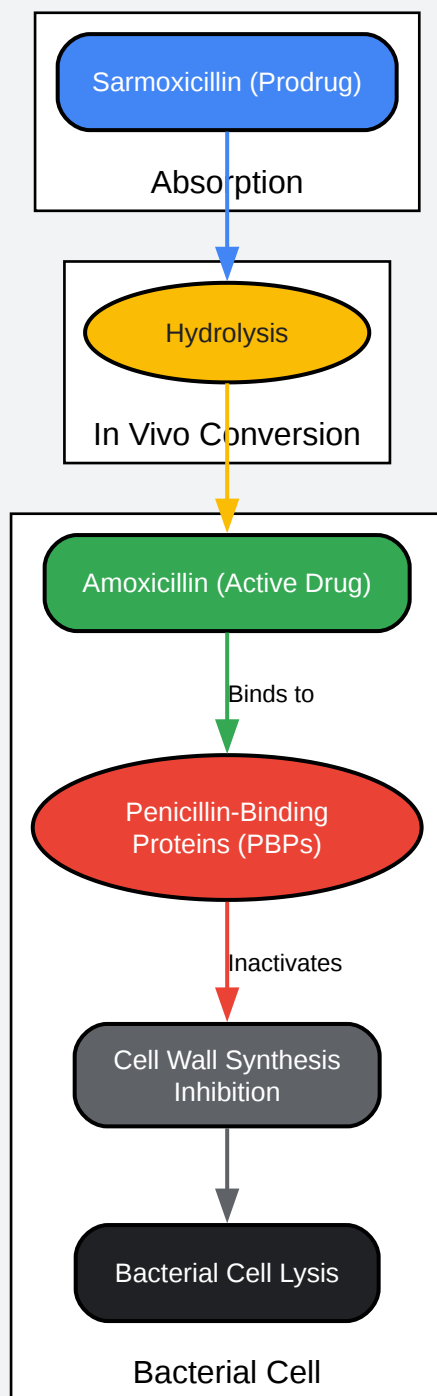 Sarmoxicillin (Prodrug)
Absorption
Hydrolysis
In Vivo Conversion
Amoxicillin (Active Drug)
Binds to
Penicillin-Binding
Proteins (PBPs)
Inactivates
Cell Wall Synthesis
Inhibition
Bacterial Cell Lysis
Bacterial Cell